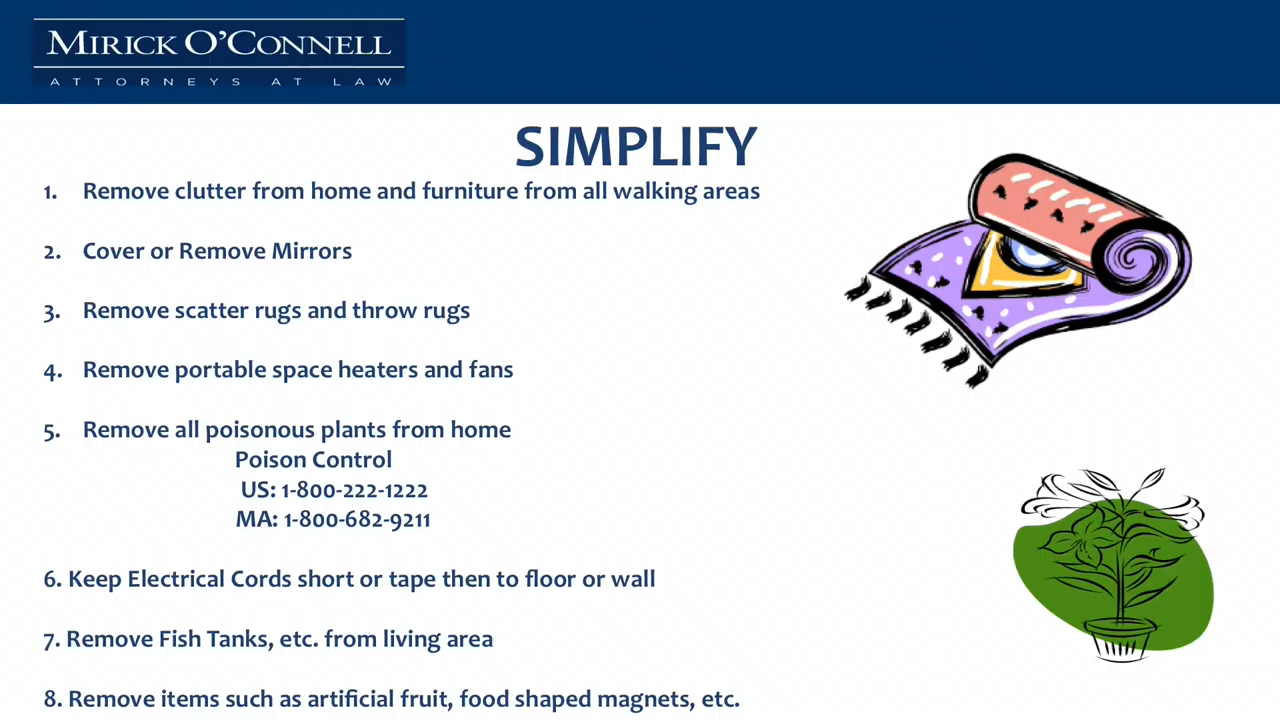 MIRICK O'CONNELL
ATTORNEYS AT LAW
SIMPLIFY
1. Remove clutter from home and furniture from all walking areas
2. Cover or Remove Mirrors
3. Remove scatter rugs and throw rugs
4. Remove portable space heaters and fans
5. Remove all poisonous plants from home
Poison Control
US: 1-800-222-1222
MA: 1-800-682-9211
6. Keep Electrical Cords short or tape then to floor or wall
7. Remove Fish Tanks, etc. from living area
8. Remove items such as artificial fruit, food shaped magnets, etc.